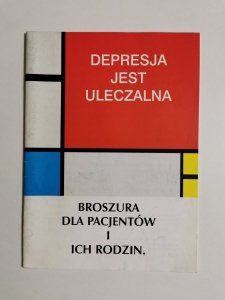 DEPRESJA
JEST
ULECZALNA
BROSZURA
DLA PACJENTÓW
I
ICH RODZIN.